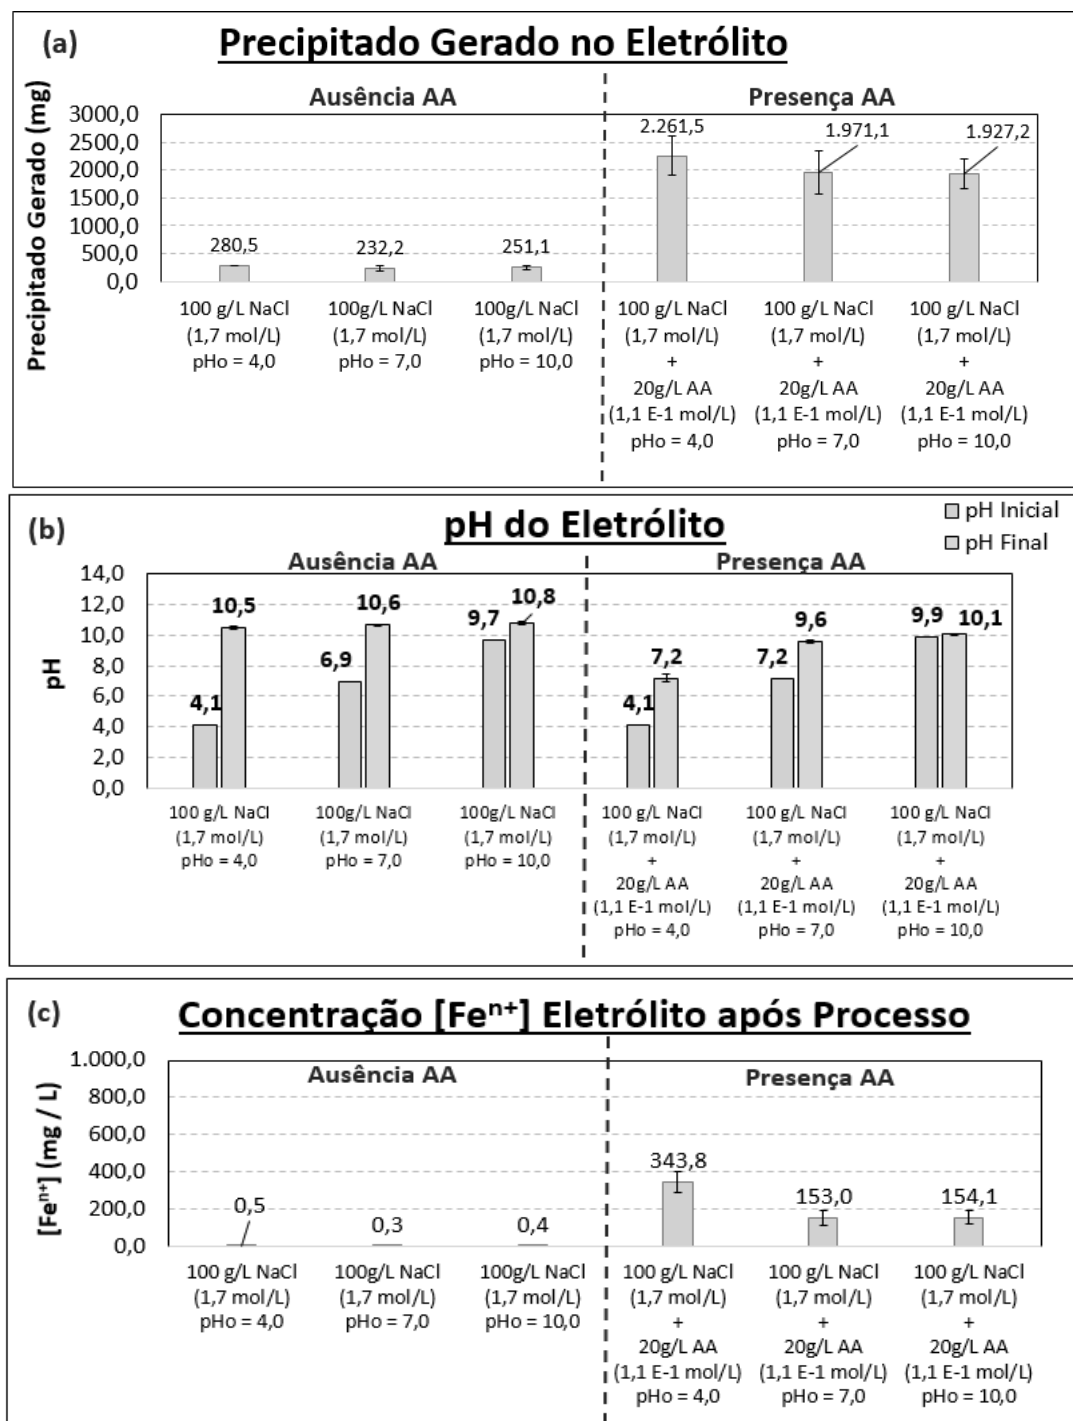 (a)
Precipitado Gerado no Eletrólito
Ausência AA
Presença AA
Precipitado Gerado (mg)
3000,0
2500,0
2000,0
1500,0
1000,0
500,0
0,0
280,5
232,2
251,1
2.261,5
1.971,1
1.927,2
100 g/L NaCl
(1,7 mol/L)
pHo = 4,0
100g/L NaCl
(1,7 mol/L)
pHo = 7,0
100g/L NaCl
(1,7 mol/L)
pHo = 10,0
100 g/L NaCl
(1,7 mol/L)
+
20g/L AA
(1,1 E-1 mol/L)
pHo = 4,0
100 g/L NaCl
(1,7 mol/L)
+
20g/L AA
(1,1 E-1 mol/L)
pHo = 7,0
100 g/L NaCl
(1,7 mol/L)
+
20g/L AA
(1,1 E-1 mol/L)
pHo = 10,0
(b)
pH do Eletrólito
pH Inicial
pH Final
Ausência AA
Presença AA
pH
14,0
12,0
10,0
8,0
6,0
4,0
2,0
0,0
4,1
10,5
6,9
10,6
9,7
10,8
4,1
7,2
7,2
9,6
9,9
10,1
100 g/L NaCl
(1,7 mol/L)
pHo = 4,0
100g/L NaCl
(1,7 mol/L)
pHo = 7,0
100g/L NaCl
(1,7 mol/L)
pHo = 10,0
100 g/L NaCl
(1,7 mol/L)
+
20g/L AA
(1,1 E-1 mol/L)
pHo = 4,0
100 g/L NaCl
(1,7 mol/L)
+
20g/L AA
(1,1 E-1 mol/L)
pHo = 7,0
100 g/L NaCl
(1,7 mol/L)
+
20g/L AA
(1,1 E-1 mol/L)
pHo = 10,0
(c)
Concentração [Feⁿ⁺] Eletrólito após Processo
Ausência AA
Presença AA
[Feⁿ⁺] (mg / L)
1.000,0
800,0
600,0
400,0
200,0
0,0
0,5
0,3
0,4
343,8
153,0
154,1
100 g/L NaCl
(1,7 mol/L)
pHo = 4,0
100g/L NaCl
(1,7 mol/L)
pHo = 7,0
100g/L NaCl
(1,7 mol/L)
pHo = 10,0
100 g/L NaCl
(1,7 mol/L)
+
20g/L AA
(1,1 E-1 mol/L)
pHo = 4,0
100 g/L NaCl
(1,7 mol/L)
+
20g/L AA
(1,1 E-1 mol/L)
pHo = 7,0
100 g/L NaCl
(1,7 mol/L)
+
20g/L AA
(1,1 E-1 mol/L)
pHo = 10,0